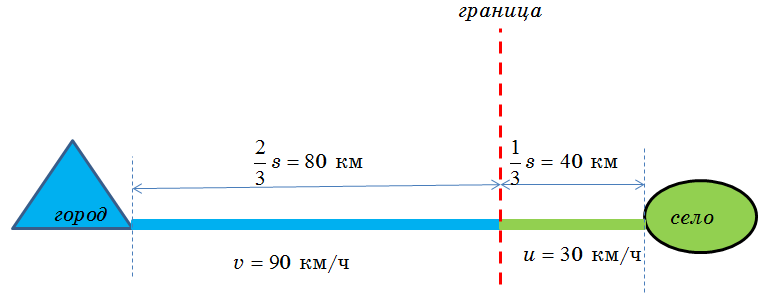 граница
2/3 s = 80 км
1/3 s = 40 км
город
село
v = 90 км/ч
u = 30 км/ч